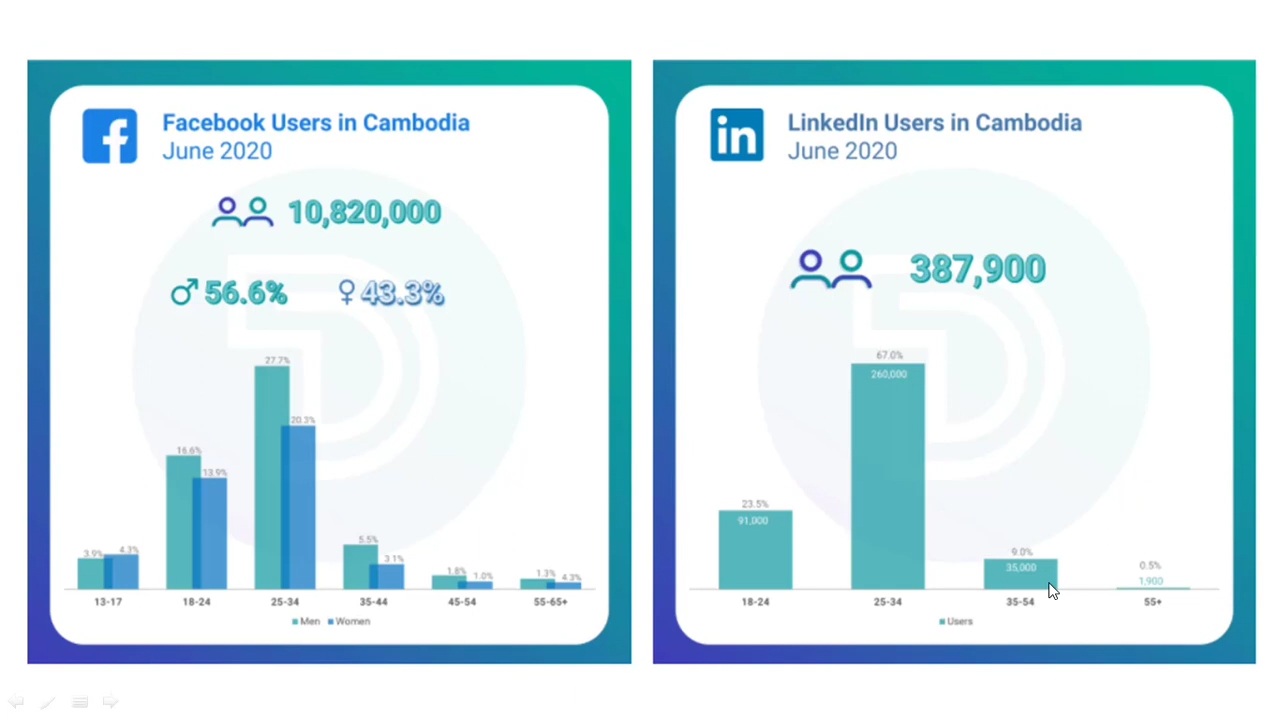 Facebook Users in Cambodia
June 2020
10,820,000
56.6% 43.3%
27.7%
20.3%
16.6%
13.9%
3.9% 4.3%
5.5%
3.1%
1.8% 1.0%
1.3% 4.3%
13-17 18-24 25-34 35-44 45-54 55-65+
Men Women
in LinkedIn Users in Cambodia
June 2020
387,900
67.0%
260,000
23.5%
91,000
9.0%
35,000
0.5%
1,900
18-24 25-34 35-54 55+
Users